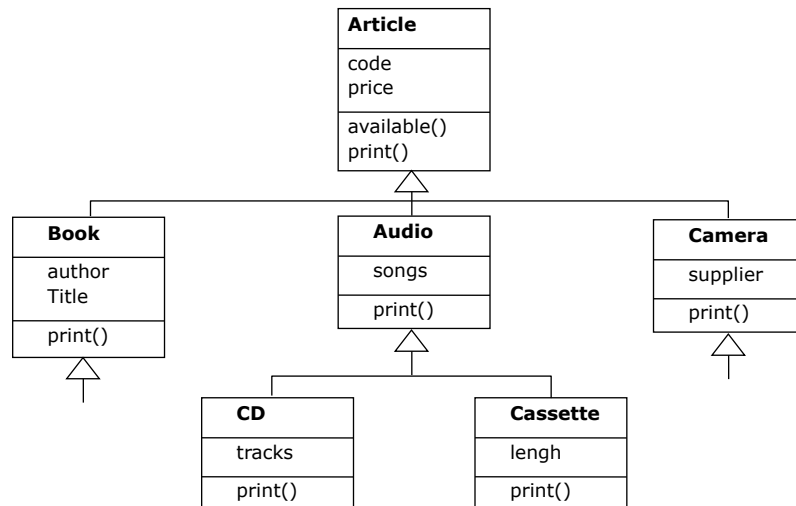 Article
code
price
available()
print()
Book
author
Title
print()
Audio
songs
print()
Camera
supplier
print()
CD
tracks
print()
Cassette
lengh
print()